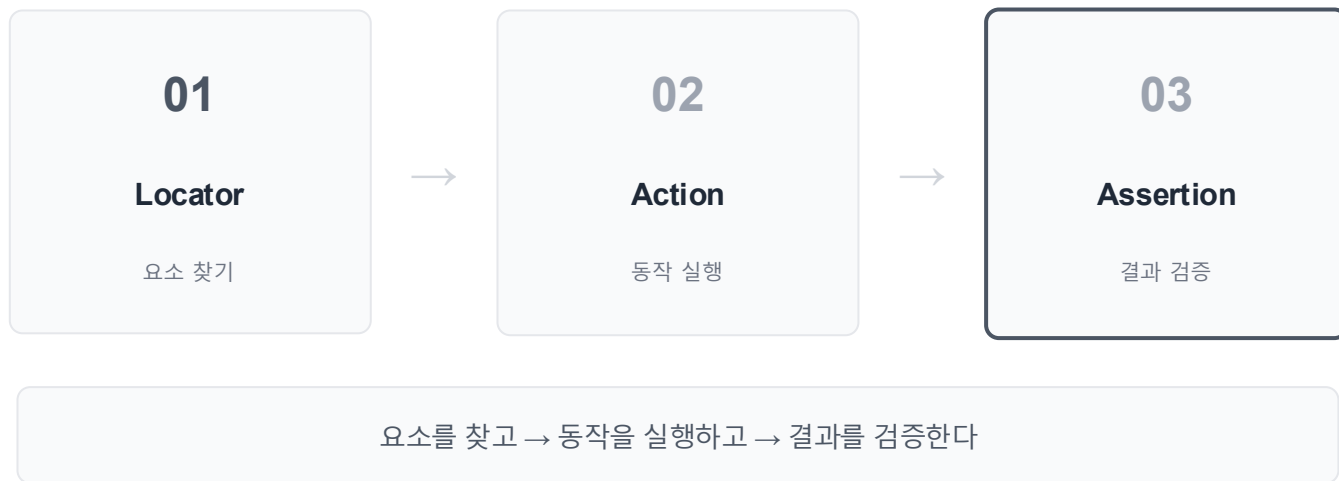 01
Locator
요소 찾기
→
02
Action
동작 실행
→
03
Assertion
결과 검증
요소를 찾고 → 동작을 실행하고 → 결과를 검증한다